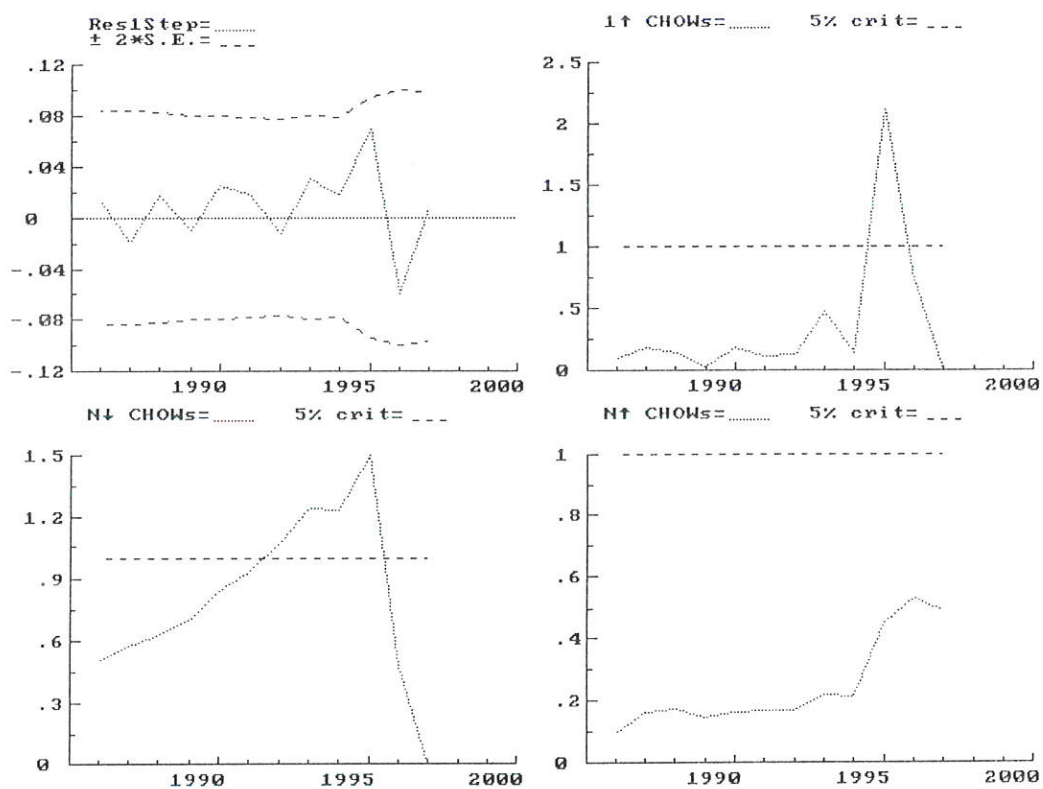 Res1Step=........
± 2*S.E.= _ _ _
.12
.08
.04
0
-.04
-.08
-.12
1990 1995 2000
1↑ CHOWs=........ 5% crit= _ _ _
2.5
2
1.5
1
.5
0
1990 1995 2000
N↓ CHOWs=........ 5% crit= _ _ _
1.5
1.2
.9
.6
.3
0
1990 1995 2000
N↑ CHOWs=........ 5% crit= _ _ _
1
.8
.6
.4
.2
0
1990 1995 2000